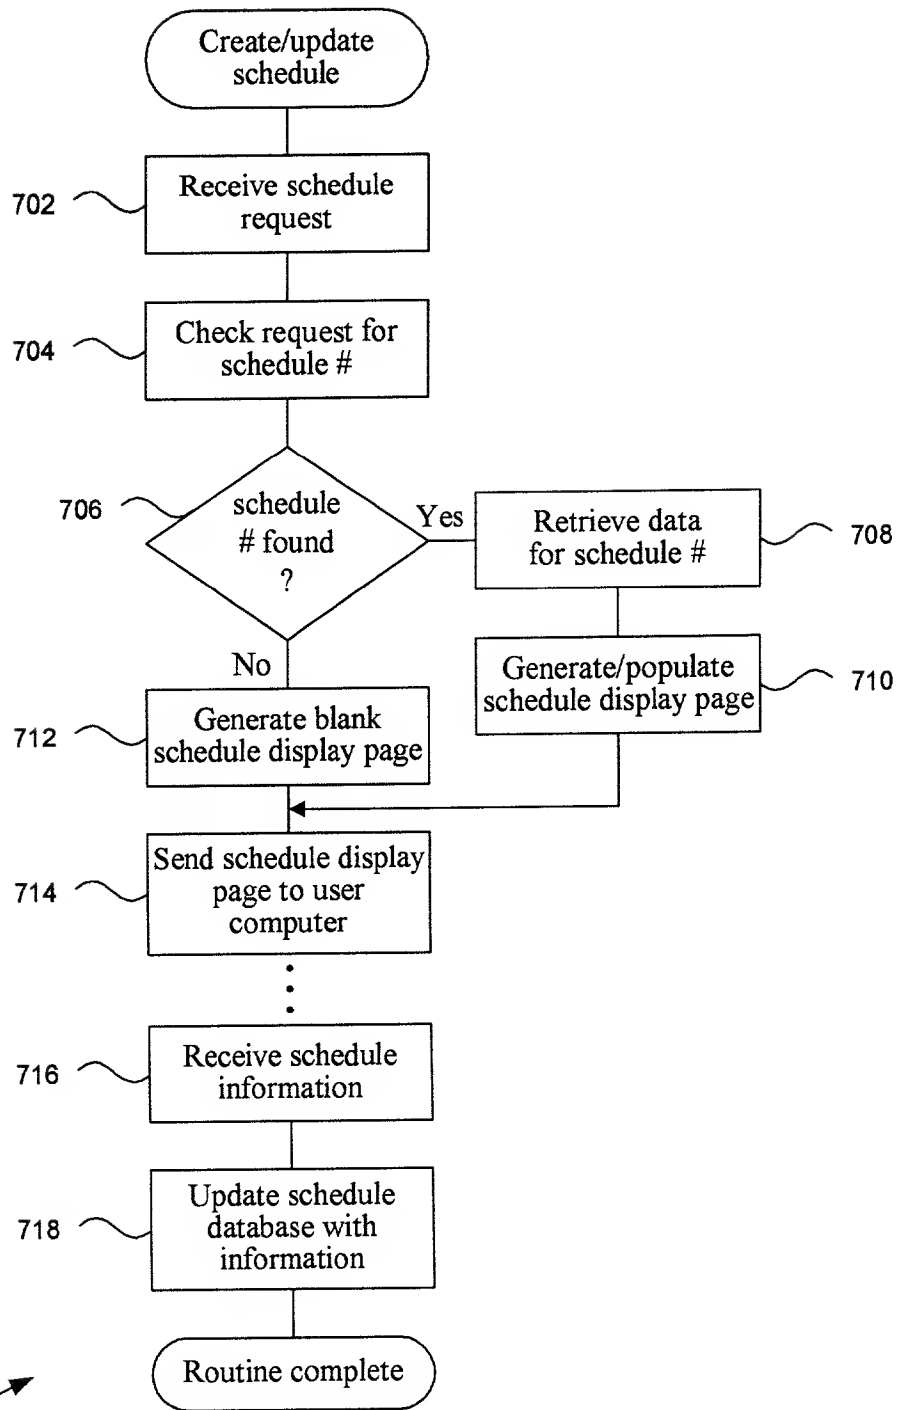 Create/update
schedule
702
Receive schedule
request
704
Check request for
schedule #
706
schedule
# found
?
Yes
Retrieve data
for schedule #
708
No
Generate/populate
schedule display page
710
712
Generate blank
schedule display page
714
Send schedule display
page to user
computer
716
Receive schedule
information
718
Update schedule
database with
information
Routine complete